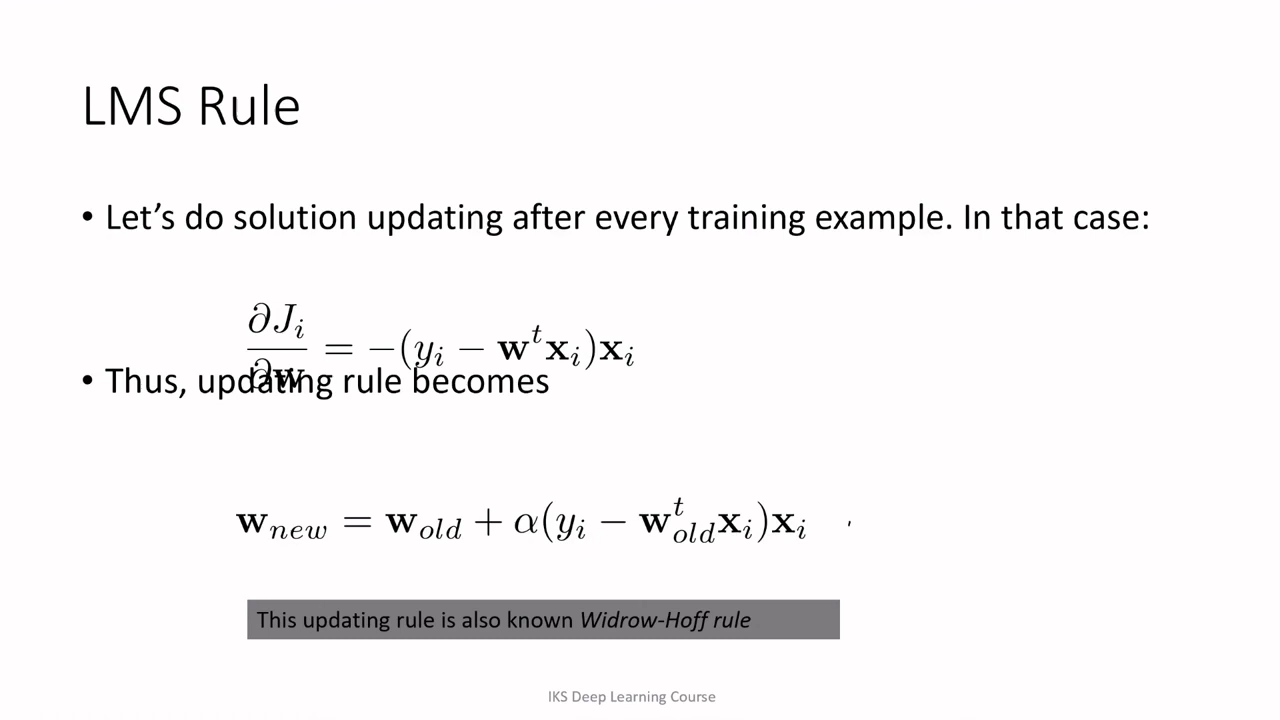 LMS Rule
• Let's do solution updating after every training example. In that case:
∂J_i/∂𝐰 = −(y_i − 𝐰^t 𝐱_i)𝐱_i
• Thus, updating rule becomes
𝐰_new = 𝐰_old + α(y_i − 𝐰_old^t 𝐱_i)𝐱_i
This updating rule is also known Widrow-Hoff rule
IKS Deep Learning Course